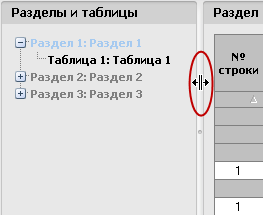 Разделы и таблицы
Раздел 1: Раздел 1
Таблица 1: Таблица 1
Раздел 2: Раздел 2
Раздел 3: Раздел 3
Раздел
№
строки
1
1